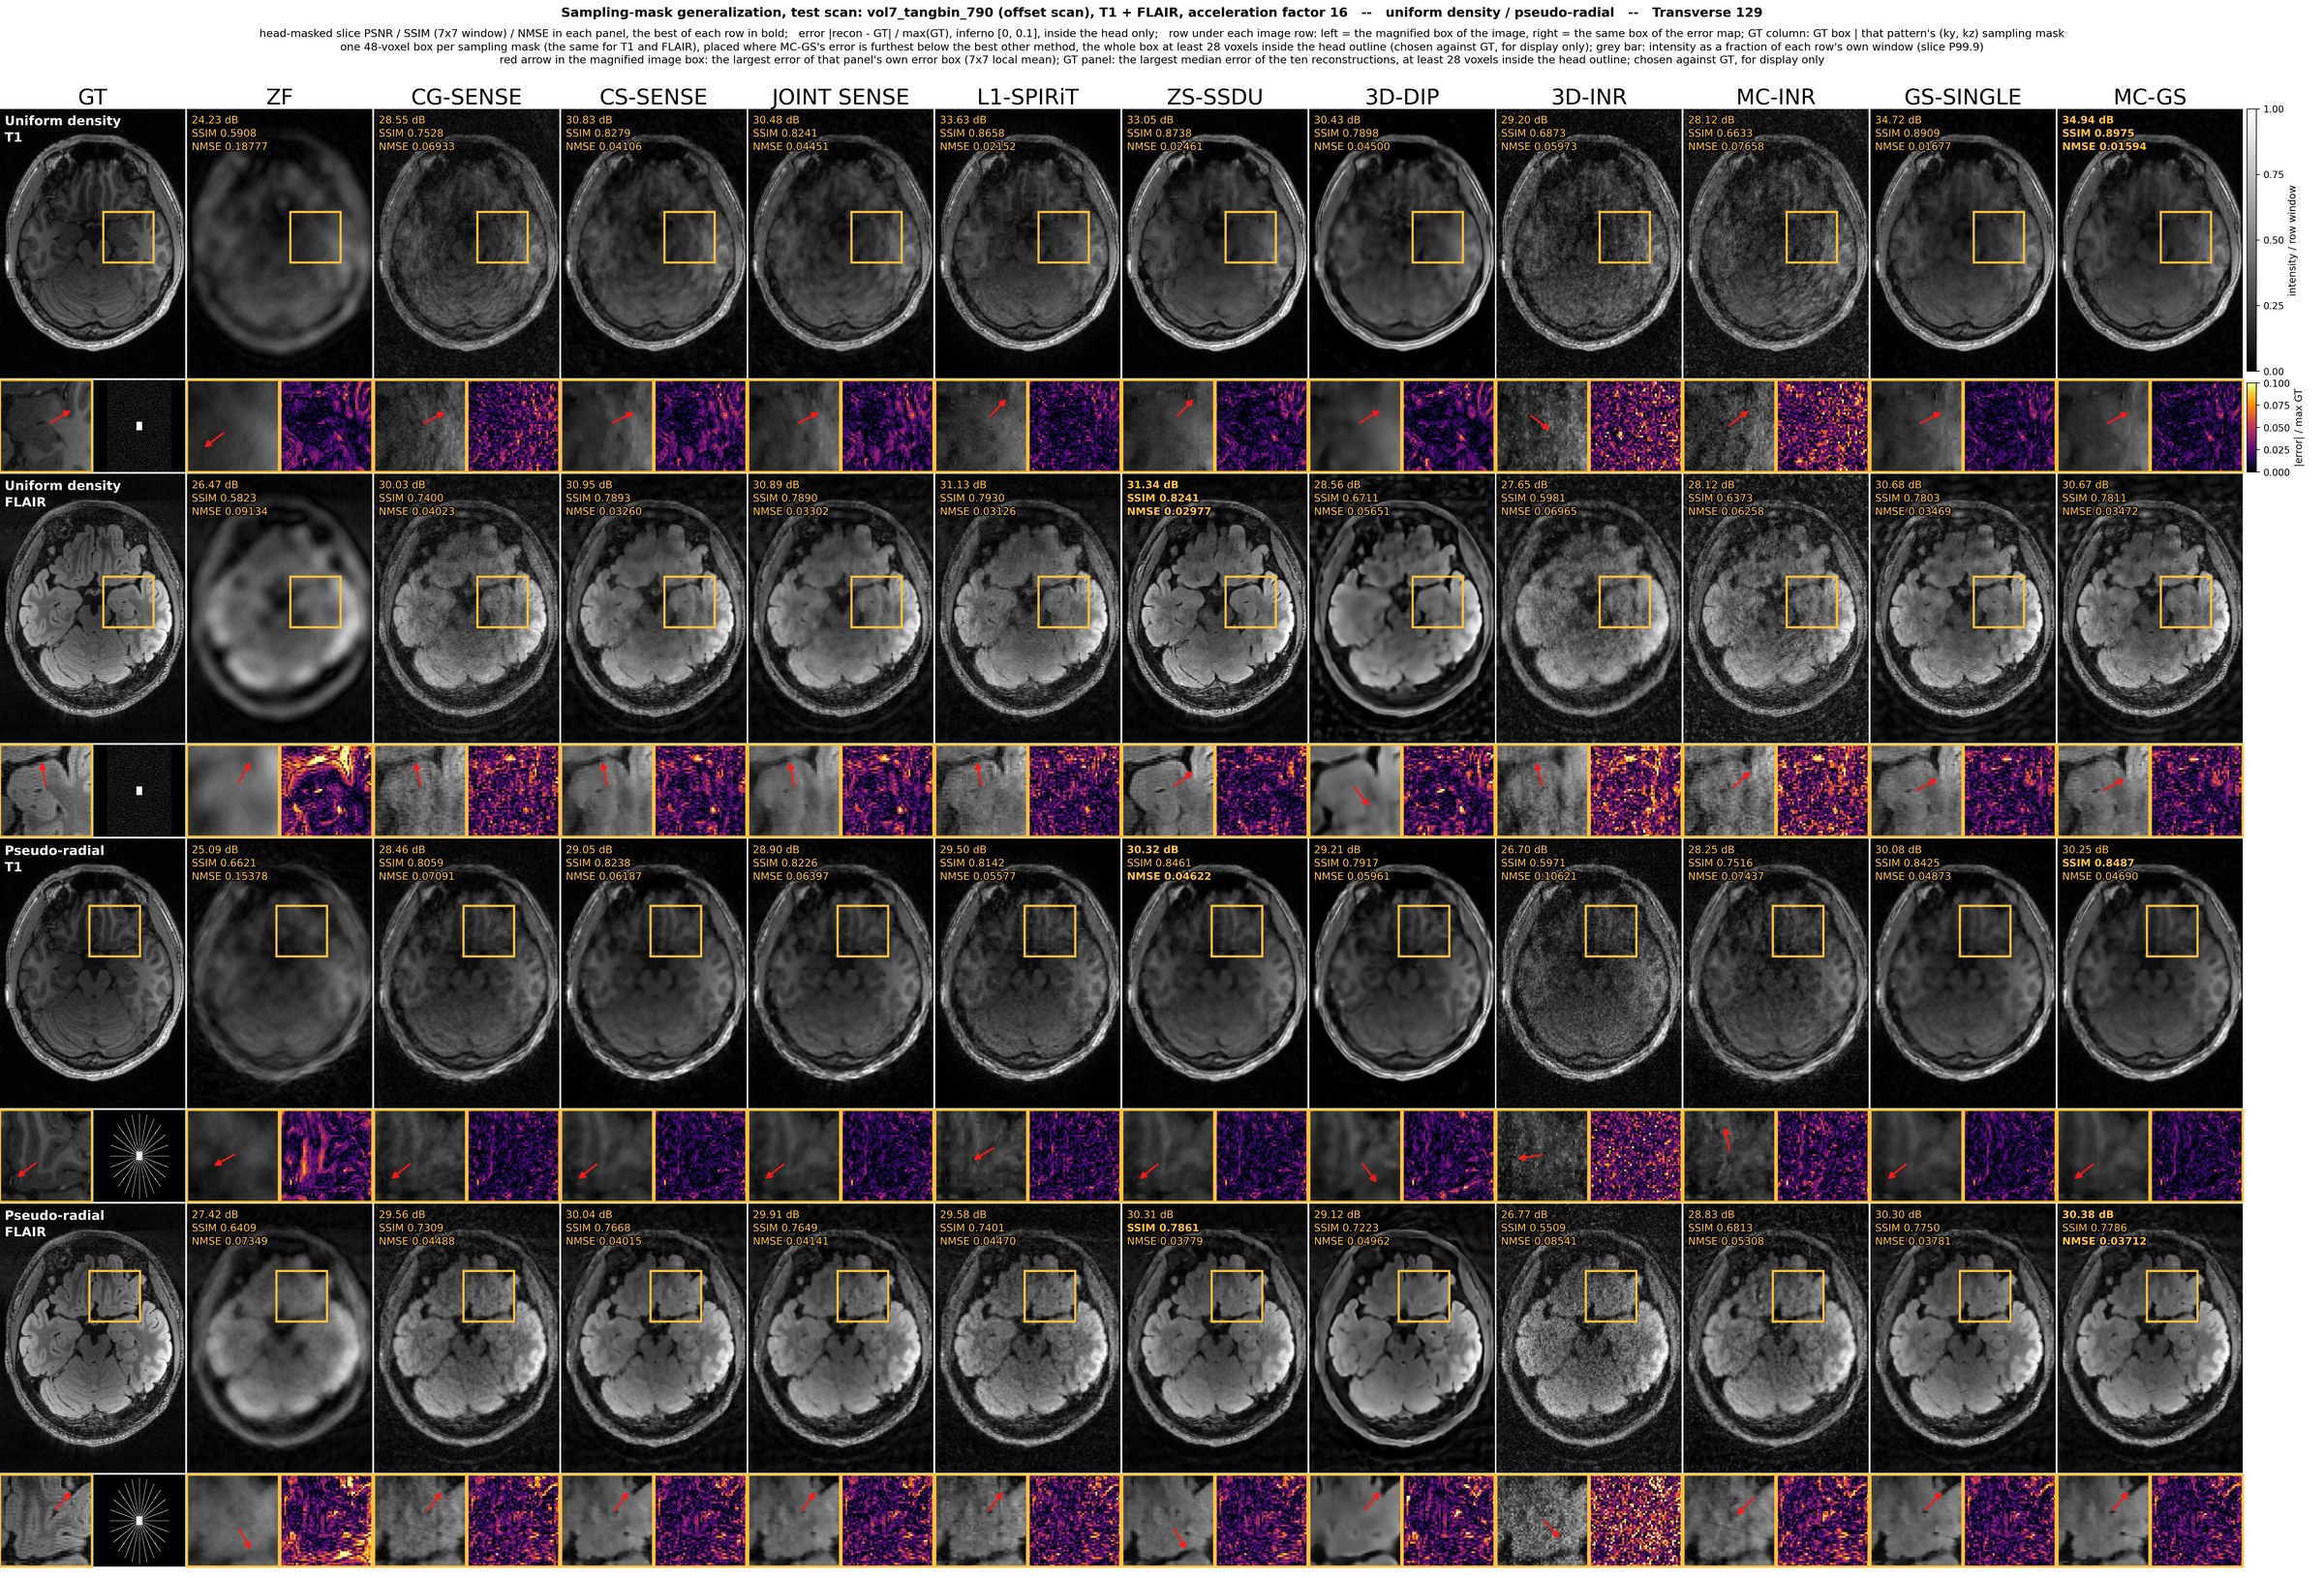 Sampling-mask generalization, test scan: vol7_tangbin_790 (offset scan), T1 + FLAIR, acceleration factor 16 -- uniform density / pseudo-radial -- Transverse 129
head-masked slice PSNR / SSIM (7x7 window) / NMSE in each panel, the best of each row in bold; error |recon - GT| / max(GT), inferno [0, 0.1], inside the head only; row under each image row: left = the magnified box of the image, right = the same box of the error map; GT column: GT box | that pattern's (ky, kz) sampling mask
one 48-voxel box per sampling mask (the same for T1 and FLAIR), placed where MC-GS's error is furthest below the best other method, the whole box at least 28 voxels inside the head outline (chosen against GT, for display only); grey bar: intensity as a fraction of each row's own window (slice P99.9)
red arrow in the magnified image box: the largest error of that panel's own error box (7x7 local mean); GT panel: the largest median error of the ten reconstructions, at least 28 voxels inside the head outline; chosen against GT, for display only
GT ZF CG-SENSE CS-SENSE JOINT SENSE L1-SPIRiT ZS-SSDU 3D-DIP 3D-INR MC-INR GS-SINGLE MC-GS
Uniform density
T1
24.23 dB 28.55 dB 30.83 dB 30.48 dB 33.63 dB 33.05 dB 30.43 dB 29.20 dB 28.12 dB 34.72 dB 34.94 dB
SSIM 0.5908 SSIM 0.7528 SSIM 0.8279 SSIM 0.8241 SSIM 0.8658 SSIM 0.8738 SSIM 0.7898 SSIM 0.6873 SSIM 0.6633 SSIM 0.8909 SSIM 0.8975
NMSE 0.18777 NMSE 0.06933 NMSE 0.04106 NMSE 0.04451 NMSE 0.02152 NMSE 0.02461 NMSE 0.04500 NMSE 0.05973 NMSE 0.07658 NMSE 0.01677 NMSE 0.01594
1.00
0.75
0.50
0.25
0.00
intensity / row window
0.100
0.075
0.050
0.025
0.000
|error| / max GT
Uniform density
FLAIR
26.47 dB 30.03 dB 30.95 dB 30.89 dB 31.13 dB 31.34 dB 28.56 dB 27.65 dB 28.12 dB 30.68 dB 30.67 dB
SSIM 0.5823 SSIM 0.7400 SSIM 0.7893 SSIM 0.7890 SSIM 0.7930 SSIM 0.8241 SSIM 0.6711 SSIM 0.5981 SSIM 0.6373 SSIM 0.7803 SSIM 0.7811
NMSE 0.09134 NMSE 0.04023 NMSE 0.03260 NMSE 0.03302 NMSE 0.03126 NMSE 0.02977 NMSE 0.05651 NMSE 0.06965 NMSE 0.06258 NMSE 0.03469 NMSE 0.03472
Pseudo-radial
T1
25.09 dB 28.46 dB 29.05 dB 28.90 dB 29.50 dB 30.32 dB 29.21 dB 26.70 dB 28.25 dB 30.08 dB 30.25 dB
SSIM 0.6621 SSIM 0.8059 SSIM 0.8238 SSIM 0.8226 SSIM 0.8142 SSIM 0.8461 SSIM 0.7917 SSIM 0.5971 SSIM 0.7516 SSIM 0.8425 SSIM 0.8487
NMSE 0.15378 NMSE 0.07091 NMSE 0.06187 NMSE 0.06397 NMSE 0.05577 NMSE 0.04622 NMSE 0.05961 NMSE 0.10621 NMSE 0.07437 NMSE 0.04873 NMSE 0.04690
Pseudo-radial
FLAIR
27.42 dB 29.56 dB 30.04 dB 29.91 dB 29.58 dB 30.31 dB 29.12 dB 26.77 dB 28.83 dB 30.30 dB 30.38 dB
SSIM 0.6409 SSIM 0.7309 SSIM 0.7668 SSIM 0.7649 SSIM 0.7401 SSIM 0.7861 SSIM 0.7223 SSIM 0.5509 SSIM 0.6813 SSIM 0.7750 SSIM 0.7786
NMSE 0.07349 NMSE 0.04488 NMSE 0.04015 NMSE 0.04141 NMSE 0.04470 NMSE 0.03779 NMSE 0.04962 NMSE 0.08541 NMSE 0.05308 NMSE 0.03781 NMSE 0.03712